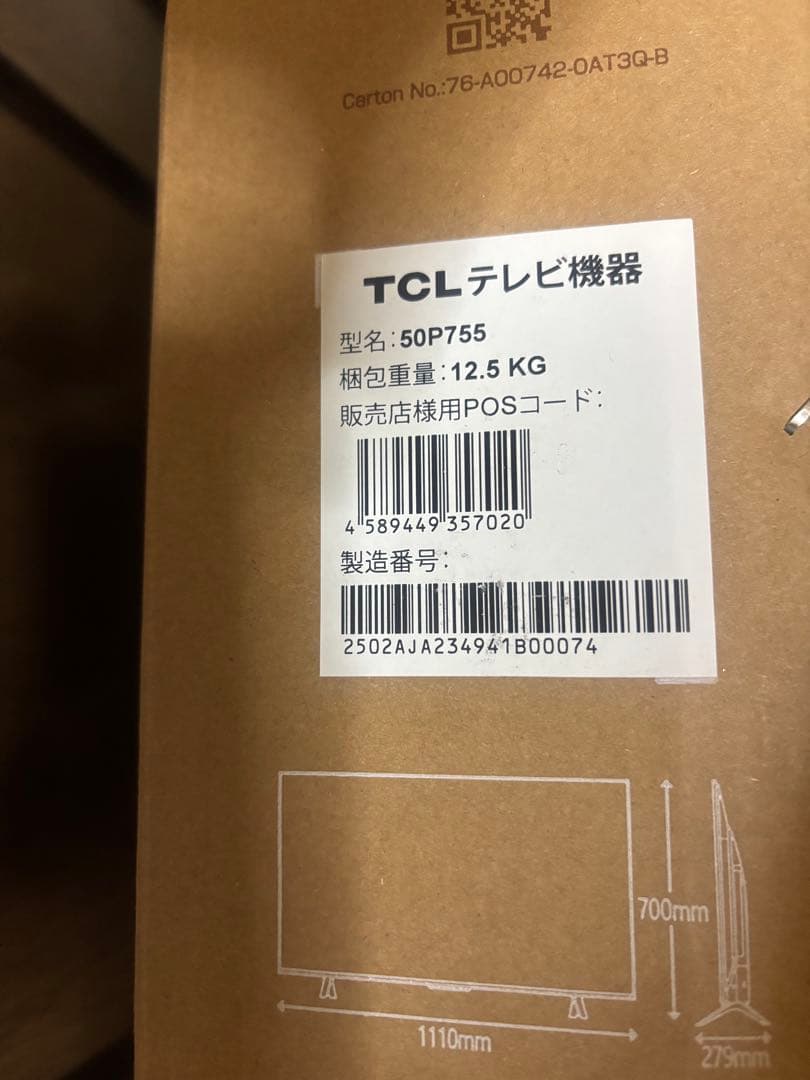 Carton No.:76-A00742-0AT3Q-B
TCLテレビ機器
型名:50P755
梱包重量:12.5 KG
販売店様用POSコード:
4 589449 357020
製造番号:
2502AJA234941B00074
700mm
1110mm
279mm